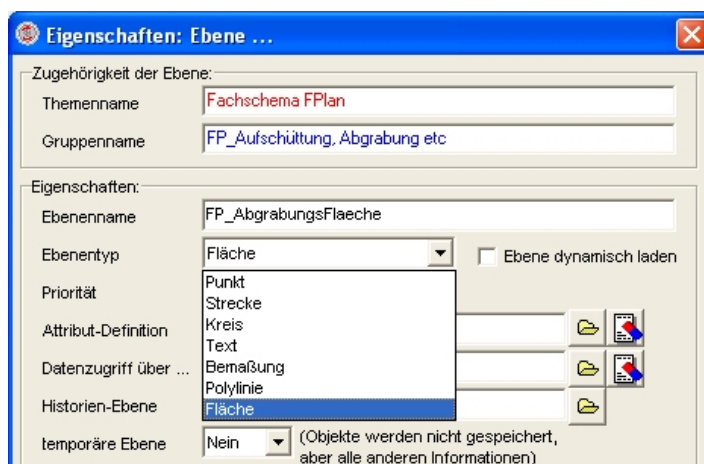 Eigenschaften: Ebene ...
Zugehörigkeit der Ebene:
Themenname Fachschema FPlan
Gruppenname FP_Aufschüttung, Abgrabung etc
Eigenschaften:
Ebenenname FP_AbgrabungsFlaeche
Ebenentyp Fläche Ebene dynamisch laden
Priorität
Attribut-Definition
Datenzugriff über ...
Historien-Ebene
Punkt
Strecke
Kreis
Text
Bemaßung
Polylinie
Fläche
temporäre Ebene Nein (Objekte werden nicht gespeichert,
aber alle anderen Informationen)